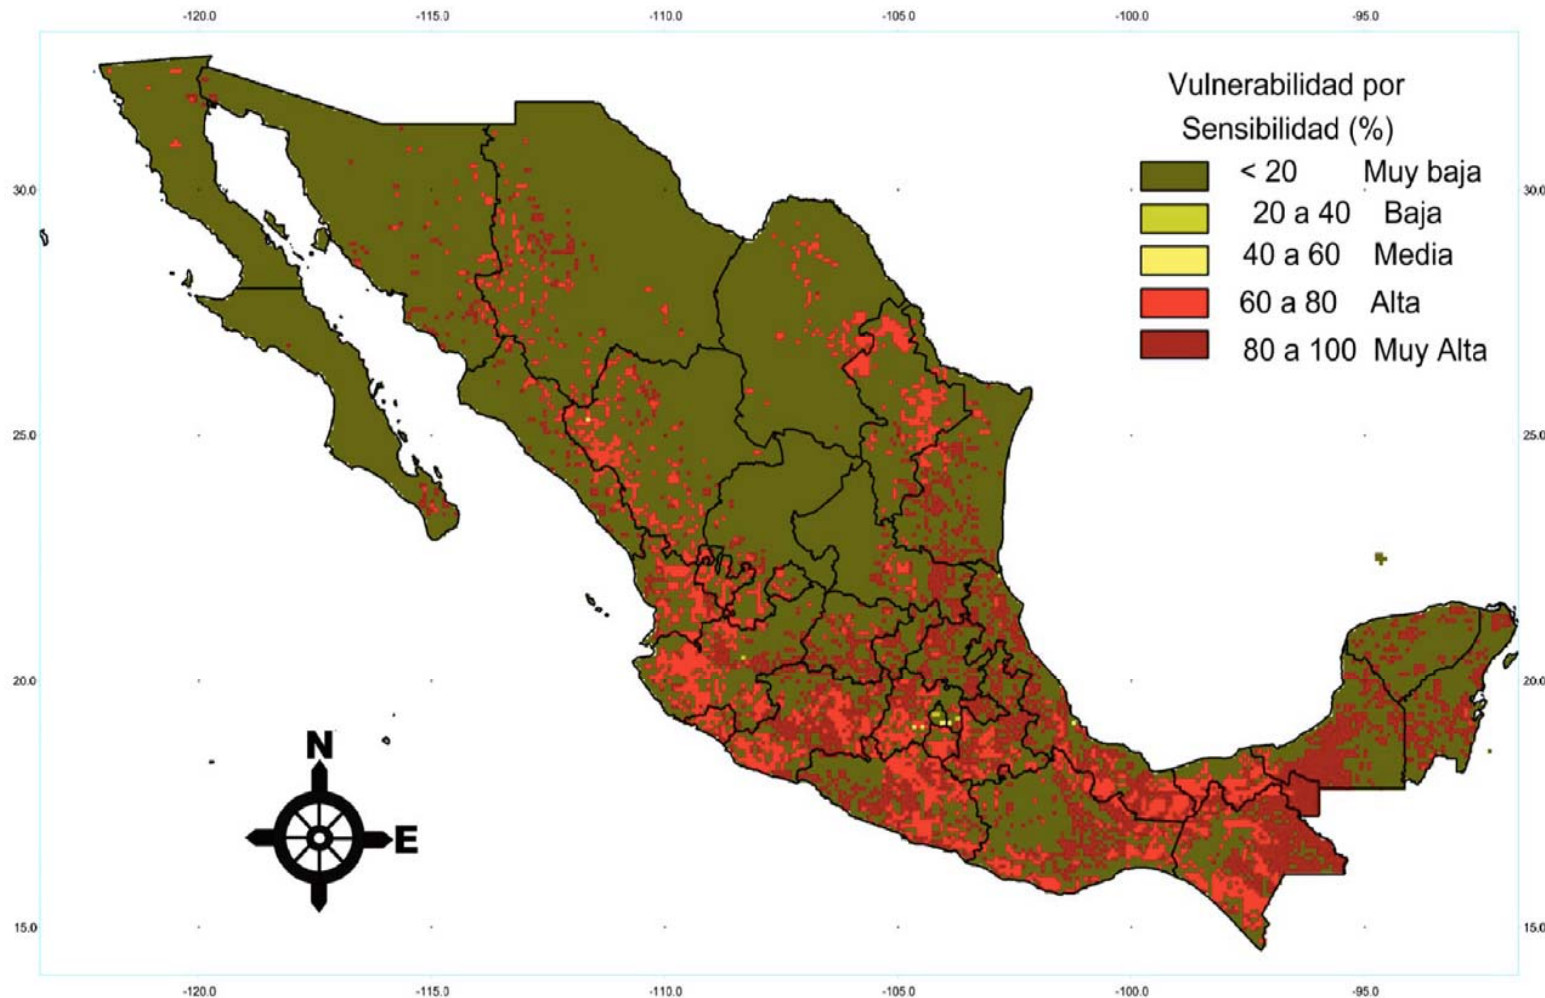 -120.0 -115.0 -110.0 -105.0 -100.0 -95.0
Vulnerabilidad por
Sensibilidad (%)
< 20 Muy baja
20 a 40 Baja
40 a 60 Media
60 a 80 Alta
80 a 100 Muy Alta
30.0 30.0
25.0 25.0
20.0 20.0
N
E
15.0 15.0
-120.0 -115.0 -110.0 -105.0 -100.0 -95.0